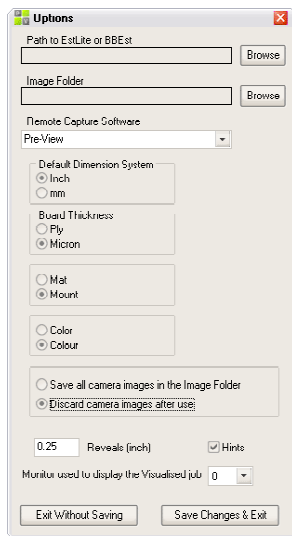 Options
Path to EstLite or BBEst
Browse
Image Folder
Browse
Remote Capture Software
Pre-View
Default Dimension System
Inch
mm
Board Thickness
Ply
Micron
Mat
Mount
Color
Colour
Save all camera images in the Image Folder
Discard camera images after use
0.25 Reveals (inch) Hints
Monitor used to display the Visualised job 0
Exit Without Saving Save Changes & Exit